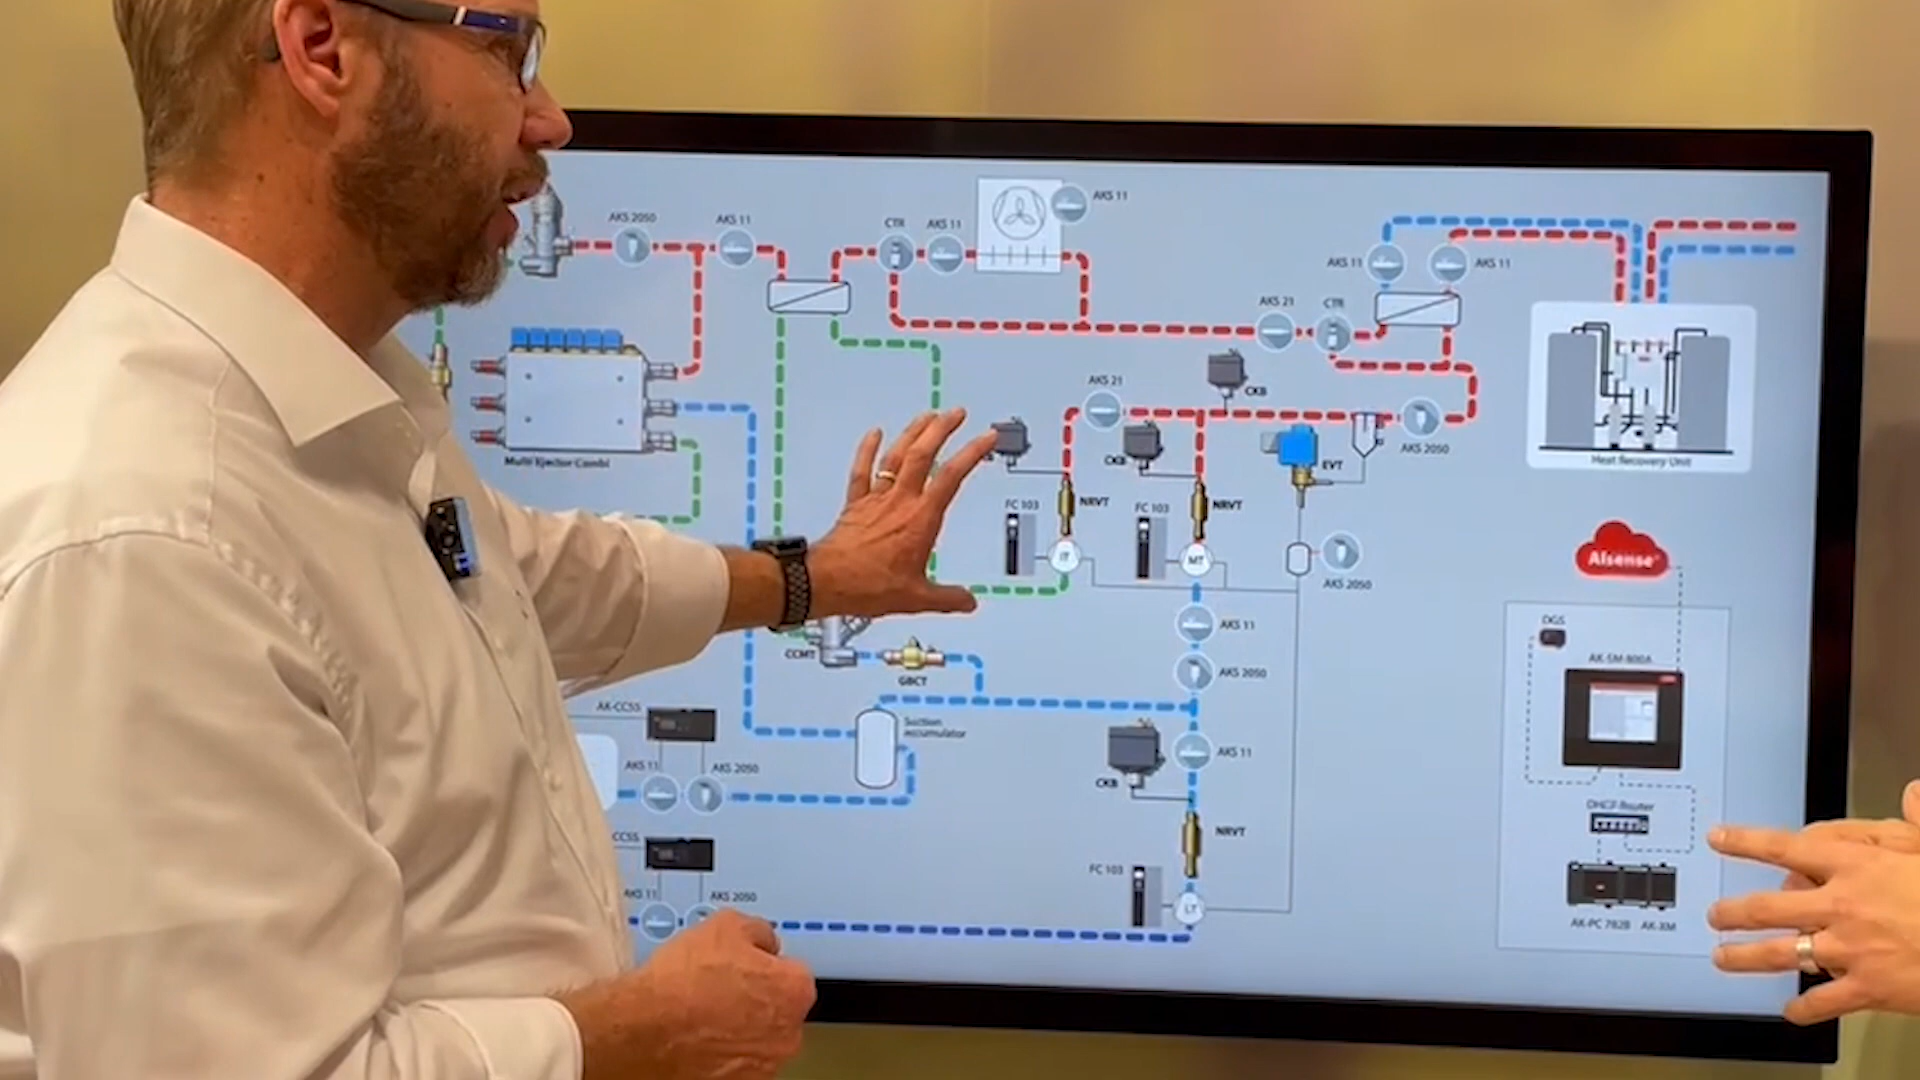 AKS 2050
AKS 11
CTR
AKS 11
AKS 11
AKS 11
AKS 11
AKS 21
CTR
AKS 21
CKB
CKB
AKS 2050
EVT
Multi Ejector Combi
Heat Recovery Unit
FC 103
NRVT
FC 103
NRVT
IT
MT
AKS 2050
Alsense
AKS 11
DGS
CCMT
GBCT
AKS 2050
AK-SM-800A
AK-CC55
Suction
accumulator
AKS 11
AKS 2050
CKB
AKS 11
DHCP Router
CC55
NRVT
FC 103
AKS 11
AKS 2050
LT
AK-PC 782B
AK-XM